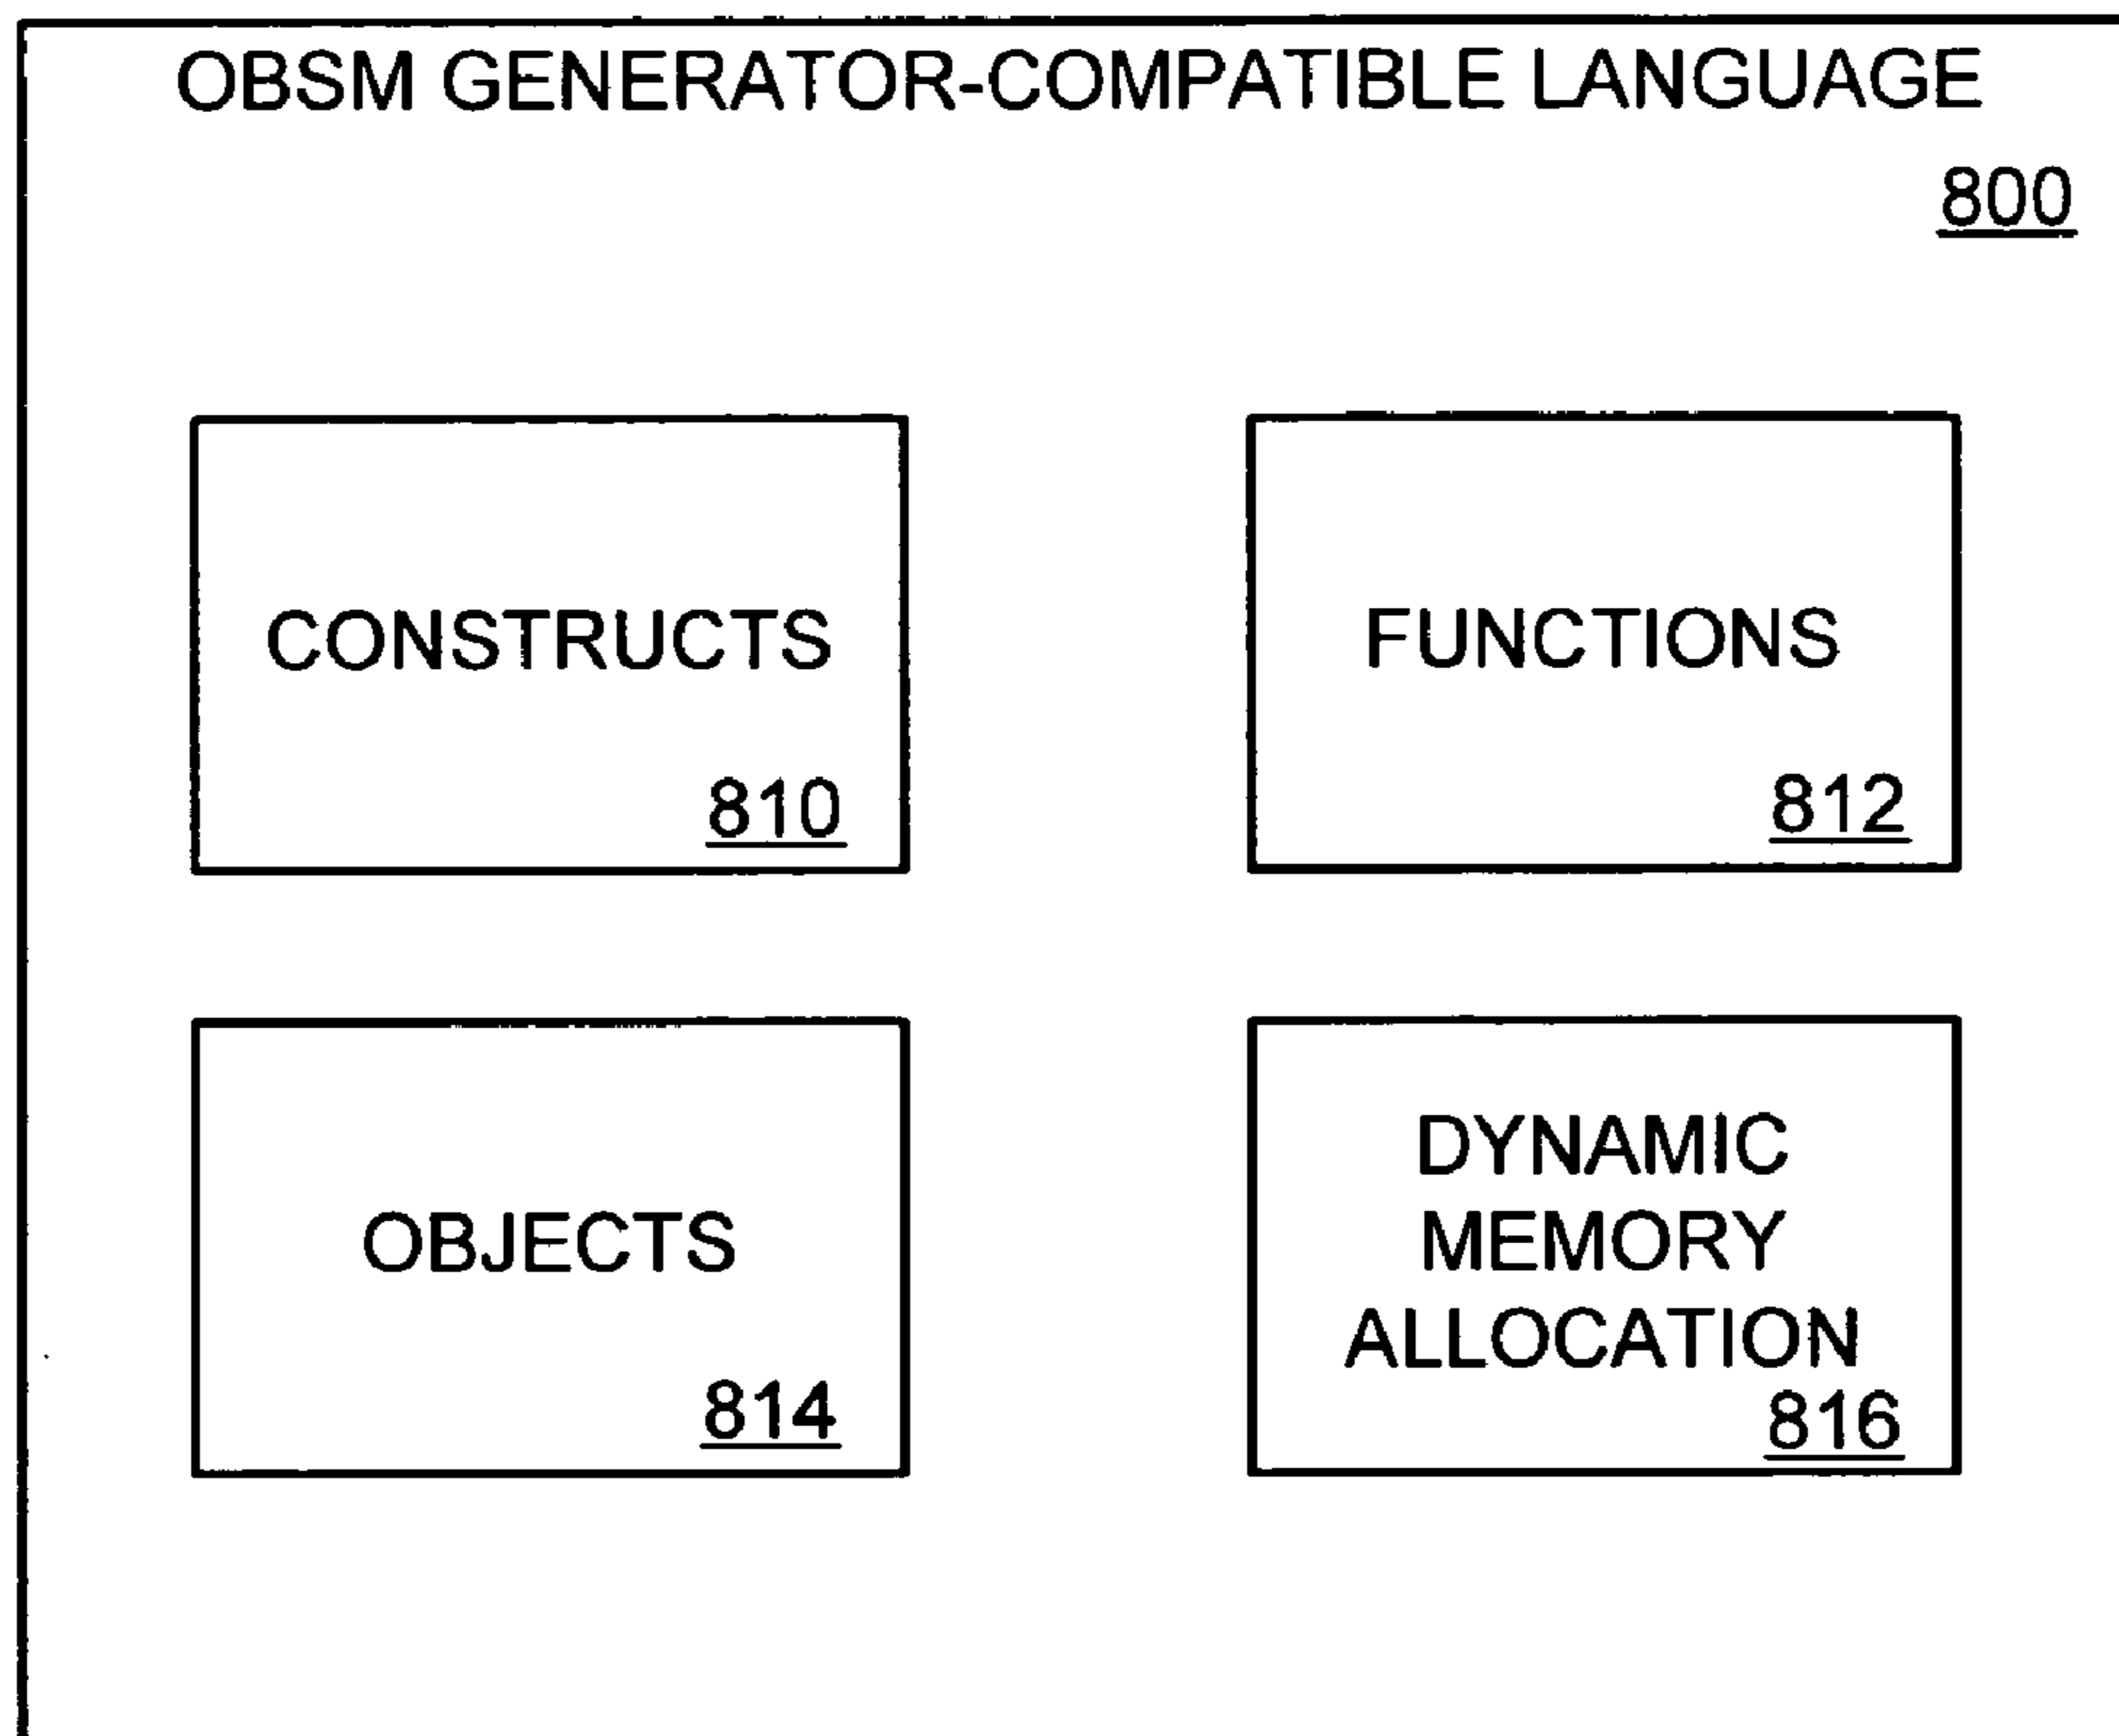 OBSM GENERATOR-COMPATIBLE LANGUAGE
800
CONSTRUCTS
810
FUNCTIONS
812
OBJECTS
814
DYNAMIC
MEMORY
ALLOCATION
816